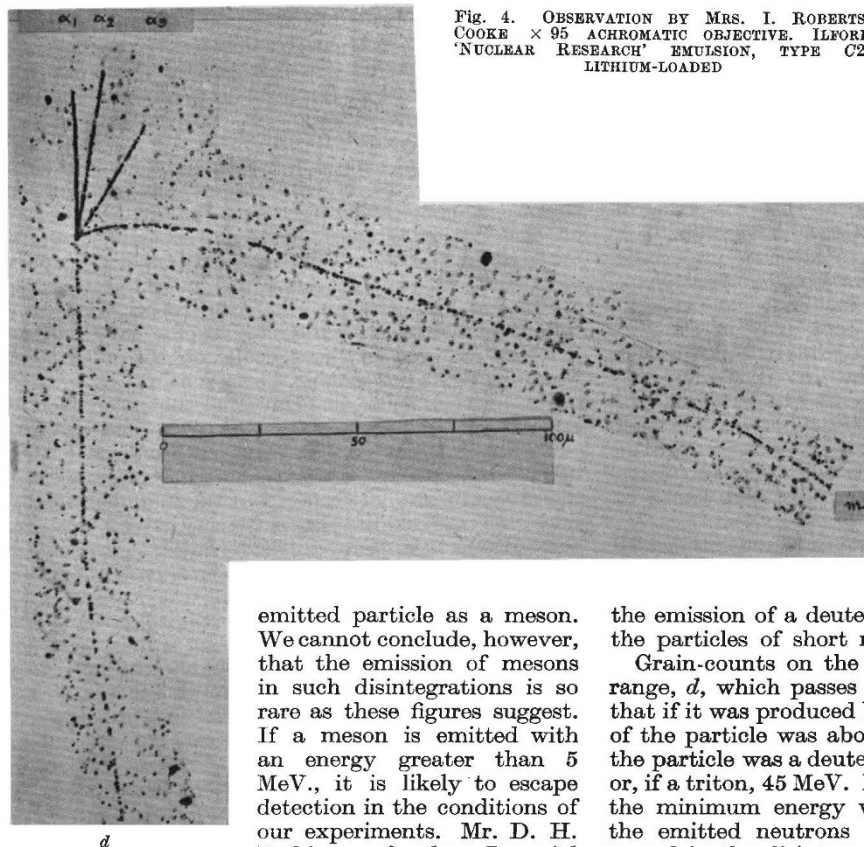 α₁ α₂ α₃
Fig. 4. OBSERVATION BY MRS. I. ROBERTS
COOKE × 95 ACHROMATIC OBJECTIVE. ILFOR
'NUCLEAR RESEARCH' EMULSION, TYPE C2
LITHIUM-LOADED
0 50 100μ
m
d
emitted particle as a meson.
We cannot conclude, however,
that the emission of mesons
in such disintegrations is so
rare as these figures suggest.
If a meson is emitted with
an energy greater than 5
MeV., it is likely to escape
detection in the conditions of
our experiments. Mr. D. H.
the emission of a deute
the particles of short
Grain-counts on the
range, d, which passes
that if it was produced
of the particle was abo
the particle was a deute
or, if a triton, 45 MeV.
the minimum energy
the emitted neutrons